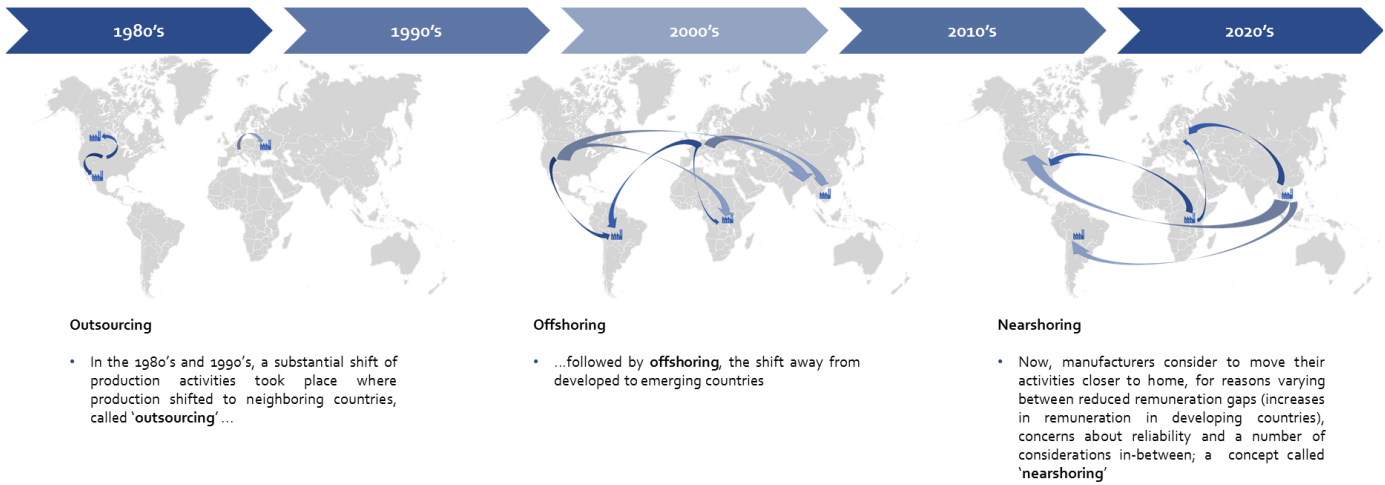 1980's
1990's
2000's
2010's
2020's
Outsourcing
• In the 1980's and 1990's, a substantial shift of
production activities took place where
production shifted to neighboring countries,
called 'outsourcing' ...
Offshoring
• ...followed by offshoring, the shift away from
developed to emerging countries
Nearshoring
• Now, manufacturers consider to move their
activities closer to home, for reasons varying
between reduced remuneration gaps (increases
in remuneration in developing countries),
concerns about reliability and a number of
considerations in-between; a concept called
'nearshoring'